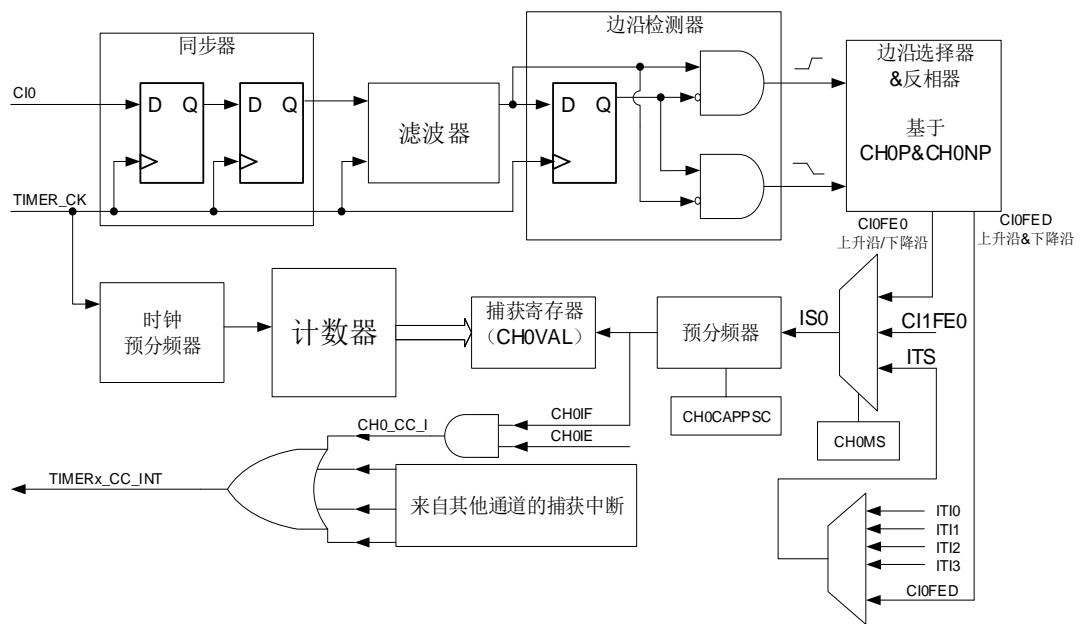 同步器
边沿检测器
CI0
D
Q
D
Q
滤波器
D
Q
边沿选择器
&反相器
基于
CH0P&CH0NP
TIMER_CK
CI0FE0
上升沿/下降沿
CI0FED
上升沿&下降沿
时钟
预分频器
计数器
捕获寄存器
（CH0VAL）
预分频器
IS0
CI1FE0
ITS
CH0CAPPSC
CH0MS
CH0_CC_I
CH0IF
CH0IE
TIMERx_CC_INT
来自其他通道的捕获中断
ITI0
ITI1
ITI2
ITI3
CI0FED